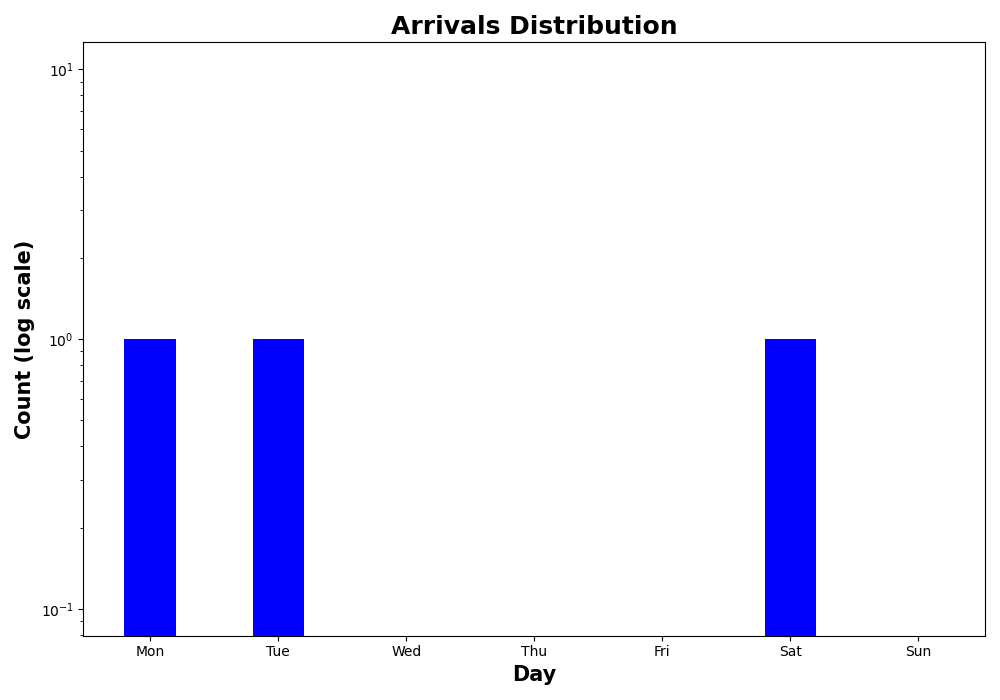 Arrivals Distribution
Count (log scale)
10¹
10⁰
10⁻¹
Mon Tue Wed Thu Fri Sat Sun
Day